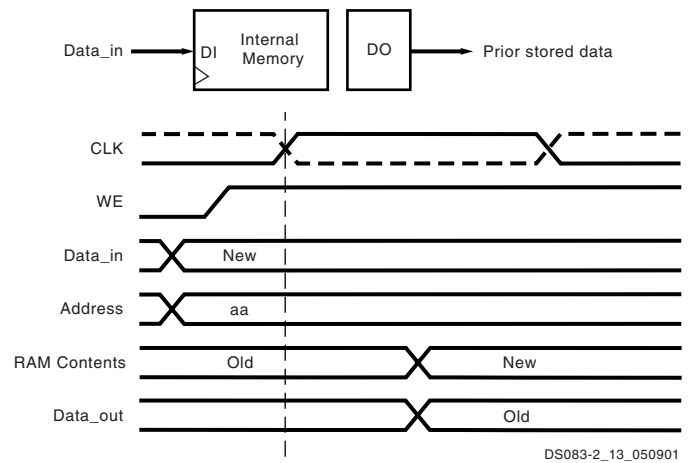 Data_in DI Internal Memory DO Prior stored data
CLK
WE
Data_in New
Address aa
RAM Contents Old New
Data_out Old
DS083-2_13_050901